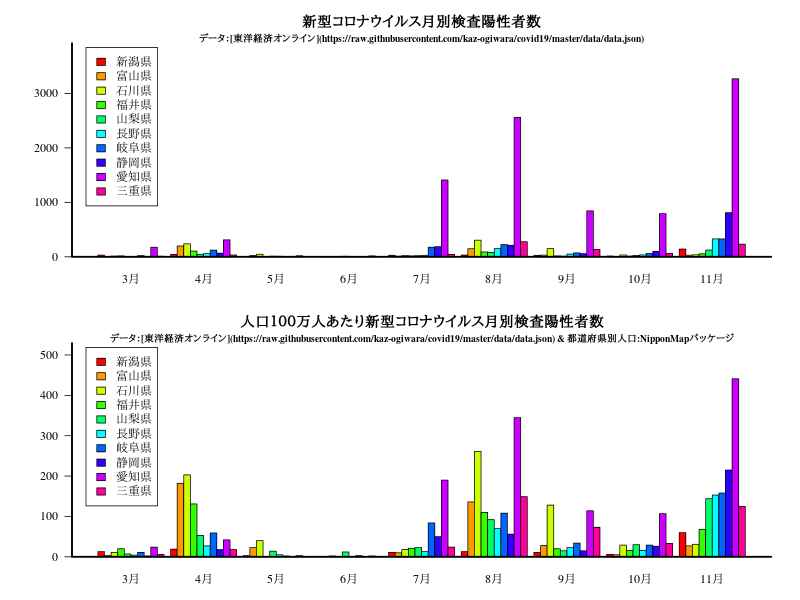 新型コロナウイルス月別検査陽性者数
データ：[東洋経済オンライン](https://raw.githubusercontent.com/kaz-ogiwara/covid19/master/data/data.json)
新潟県
富山県
石川県
福井県
山梨県
長野県
岐阜県
静岡県
愛知県
三重県
3000
2000
1000
0
3月 4月 5月 6月 7月 8月 9月 10月 11月
人口100万人あたり新型コロナウイルス月別検査陽性者数
データ：[東洋経済オンライン](https://raw.githubusercontent.com/kaz-ogiwara/covid19/master/data/data.json) & 都道府県別人口:NipponMapパッケージ
新潟県
富山県
石川県
福井県
山梨県
長野県
岐阜県
静岡県
愛知県
三重県
500
400
300
200
100
0
3月 4月 5月 6月 7月 8月 9月 10月 11月